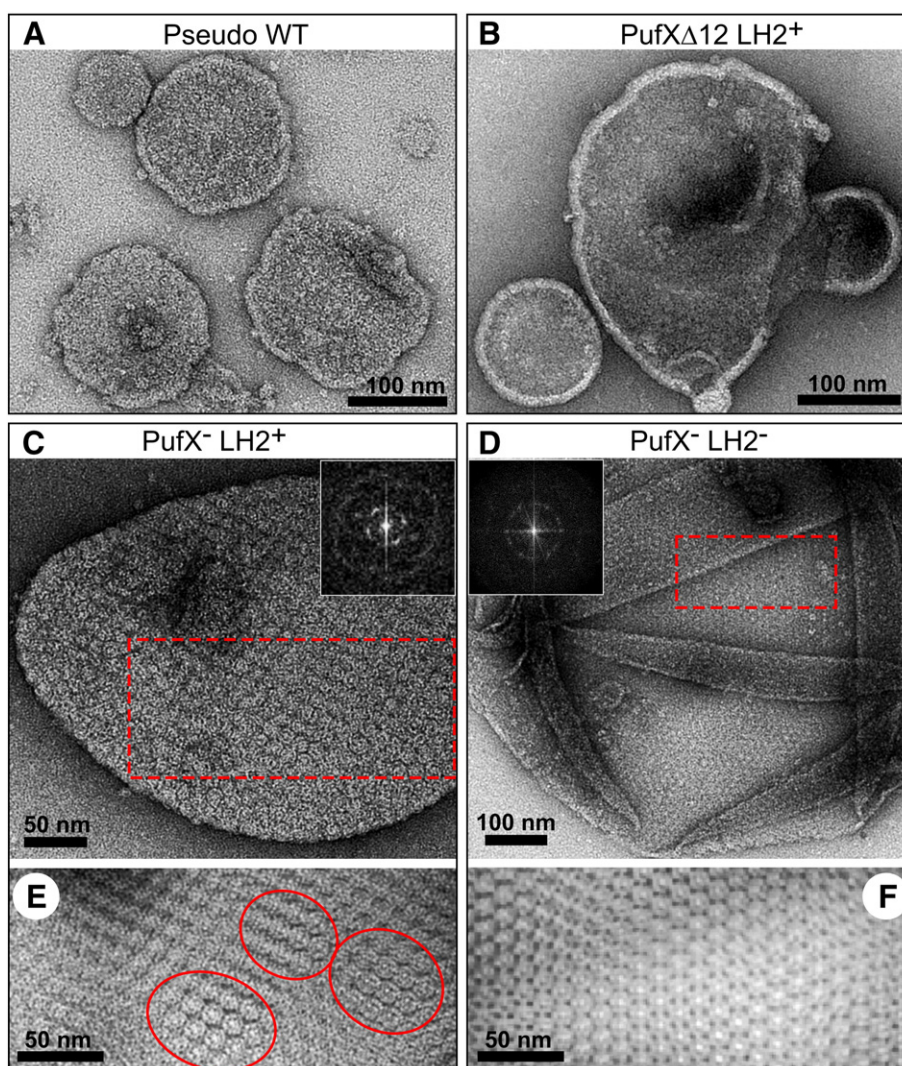 A
Pseudo WT
100 nm
B
PufXΔ12 LH2⁺
100 nm
C
PufX⁻ LH2⁺
50 nm
D
PufX⁻ LH2⁻
100 nm
E
50 nm
F
50 nm